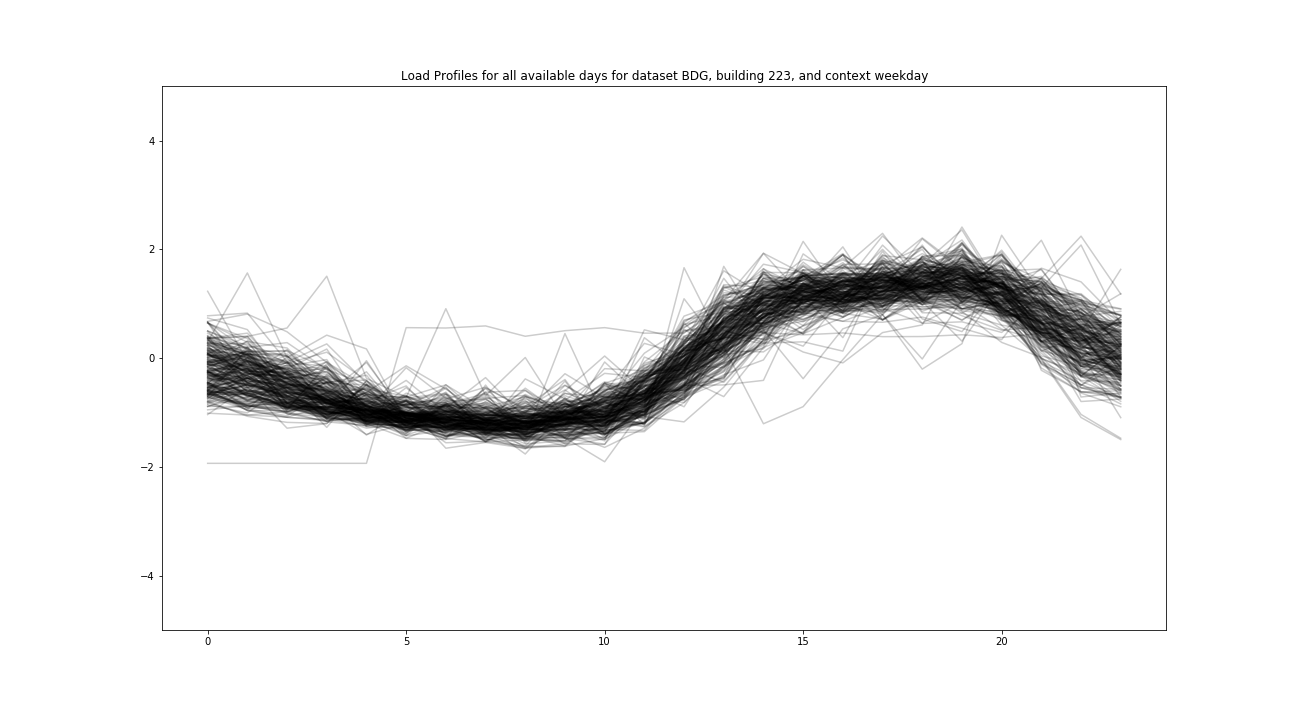 Load Profiles for all available days for dataset BDG, building 223, and context weekday
4
2
0
−2
−4
0 5 10 15 20